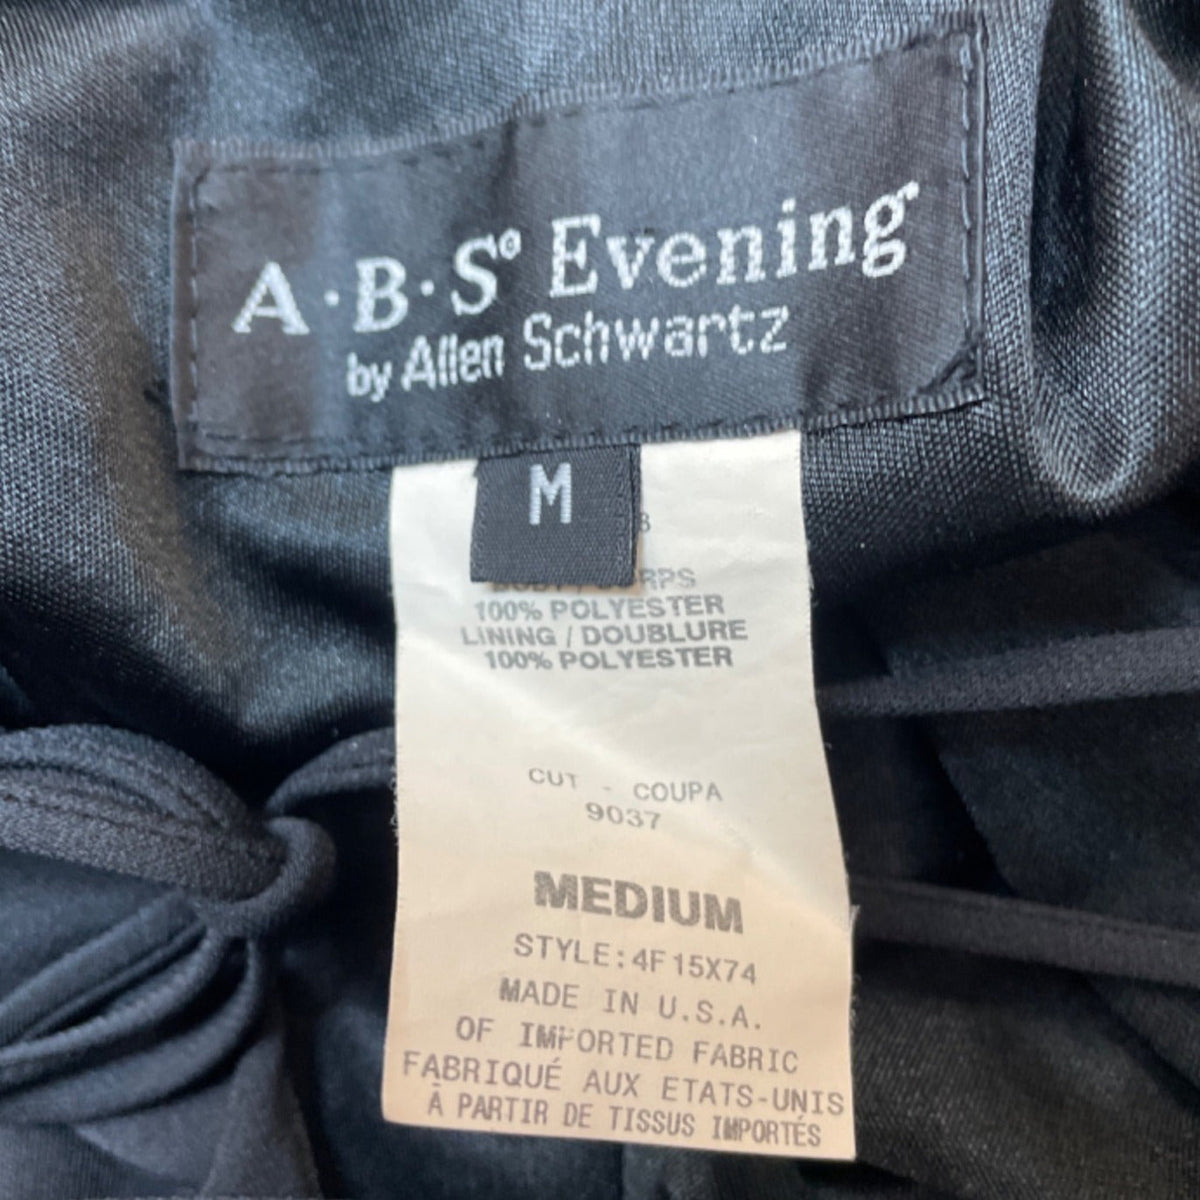 A·B·S® Evening
by Allen Schwartz
M
8
100% POLYESTER
LINING / DOUBLURE
100% POLYESTER
CUT - COUPA
9037
MEDIUM
STYLE:4F15X74
MADE IN U.S.A.
OF IMPORTED FABRIC
FABRIQUÉ AUX ETATS-UNIS
À PARTIR DE TISSUS IMPORTÉS